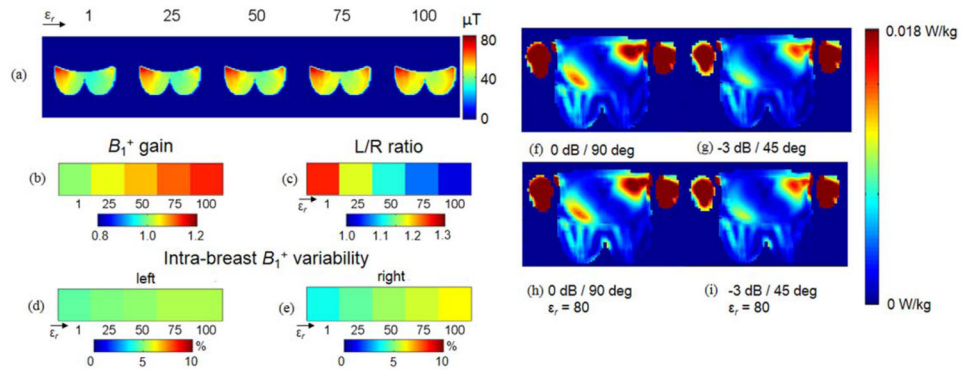 εr 1 25 50 75 100 μT
80
40
0
(a)
B1+ gain
(b)
1 25 50 75 100
0.8 1.0 1.2
L/R ratio
(c)
εr 1 25 50 75 100
1.0 1.1 1.2 1.3
Intra-breast B1+ variability
left
(d)
εr 1 25 50 75 100
0 5 10 %
right
(e)
εr 1 25 50 75 100
0 5 10 %
0.018 W/kg
(f) 0 dB / 90 deg
(g) -3 dB / 45 deg
(h) 0 dB / 90 deg
εr = 80
(i) -3 dB / 45 deg
εr = 80
0 W/kg